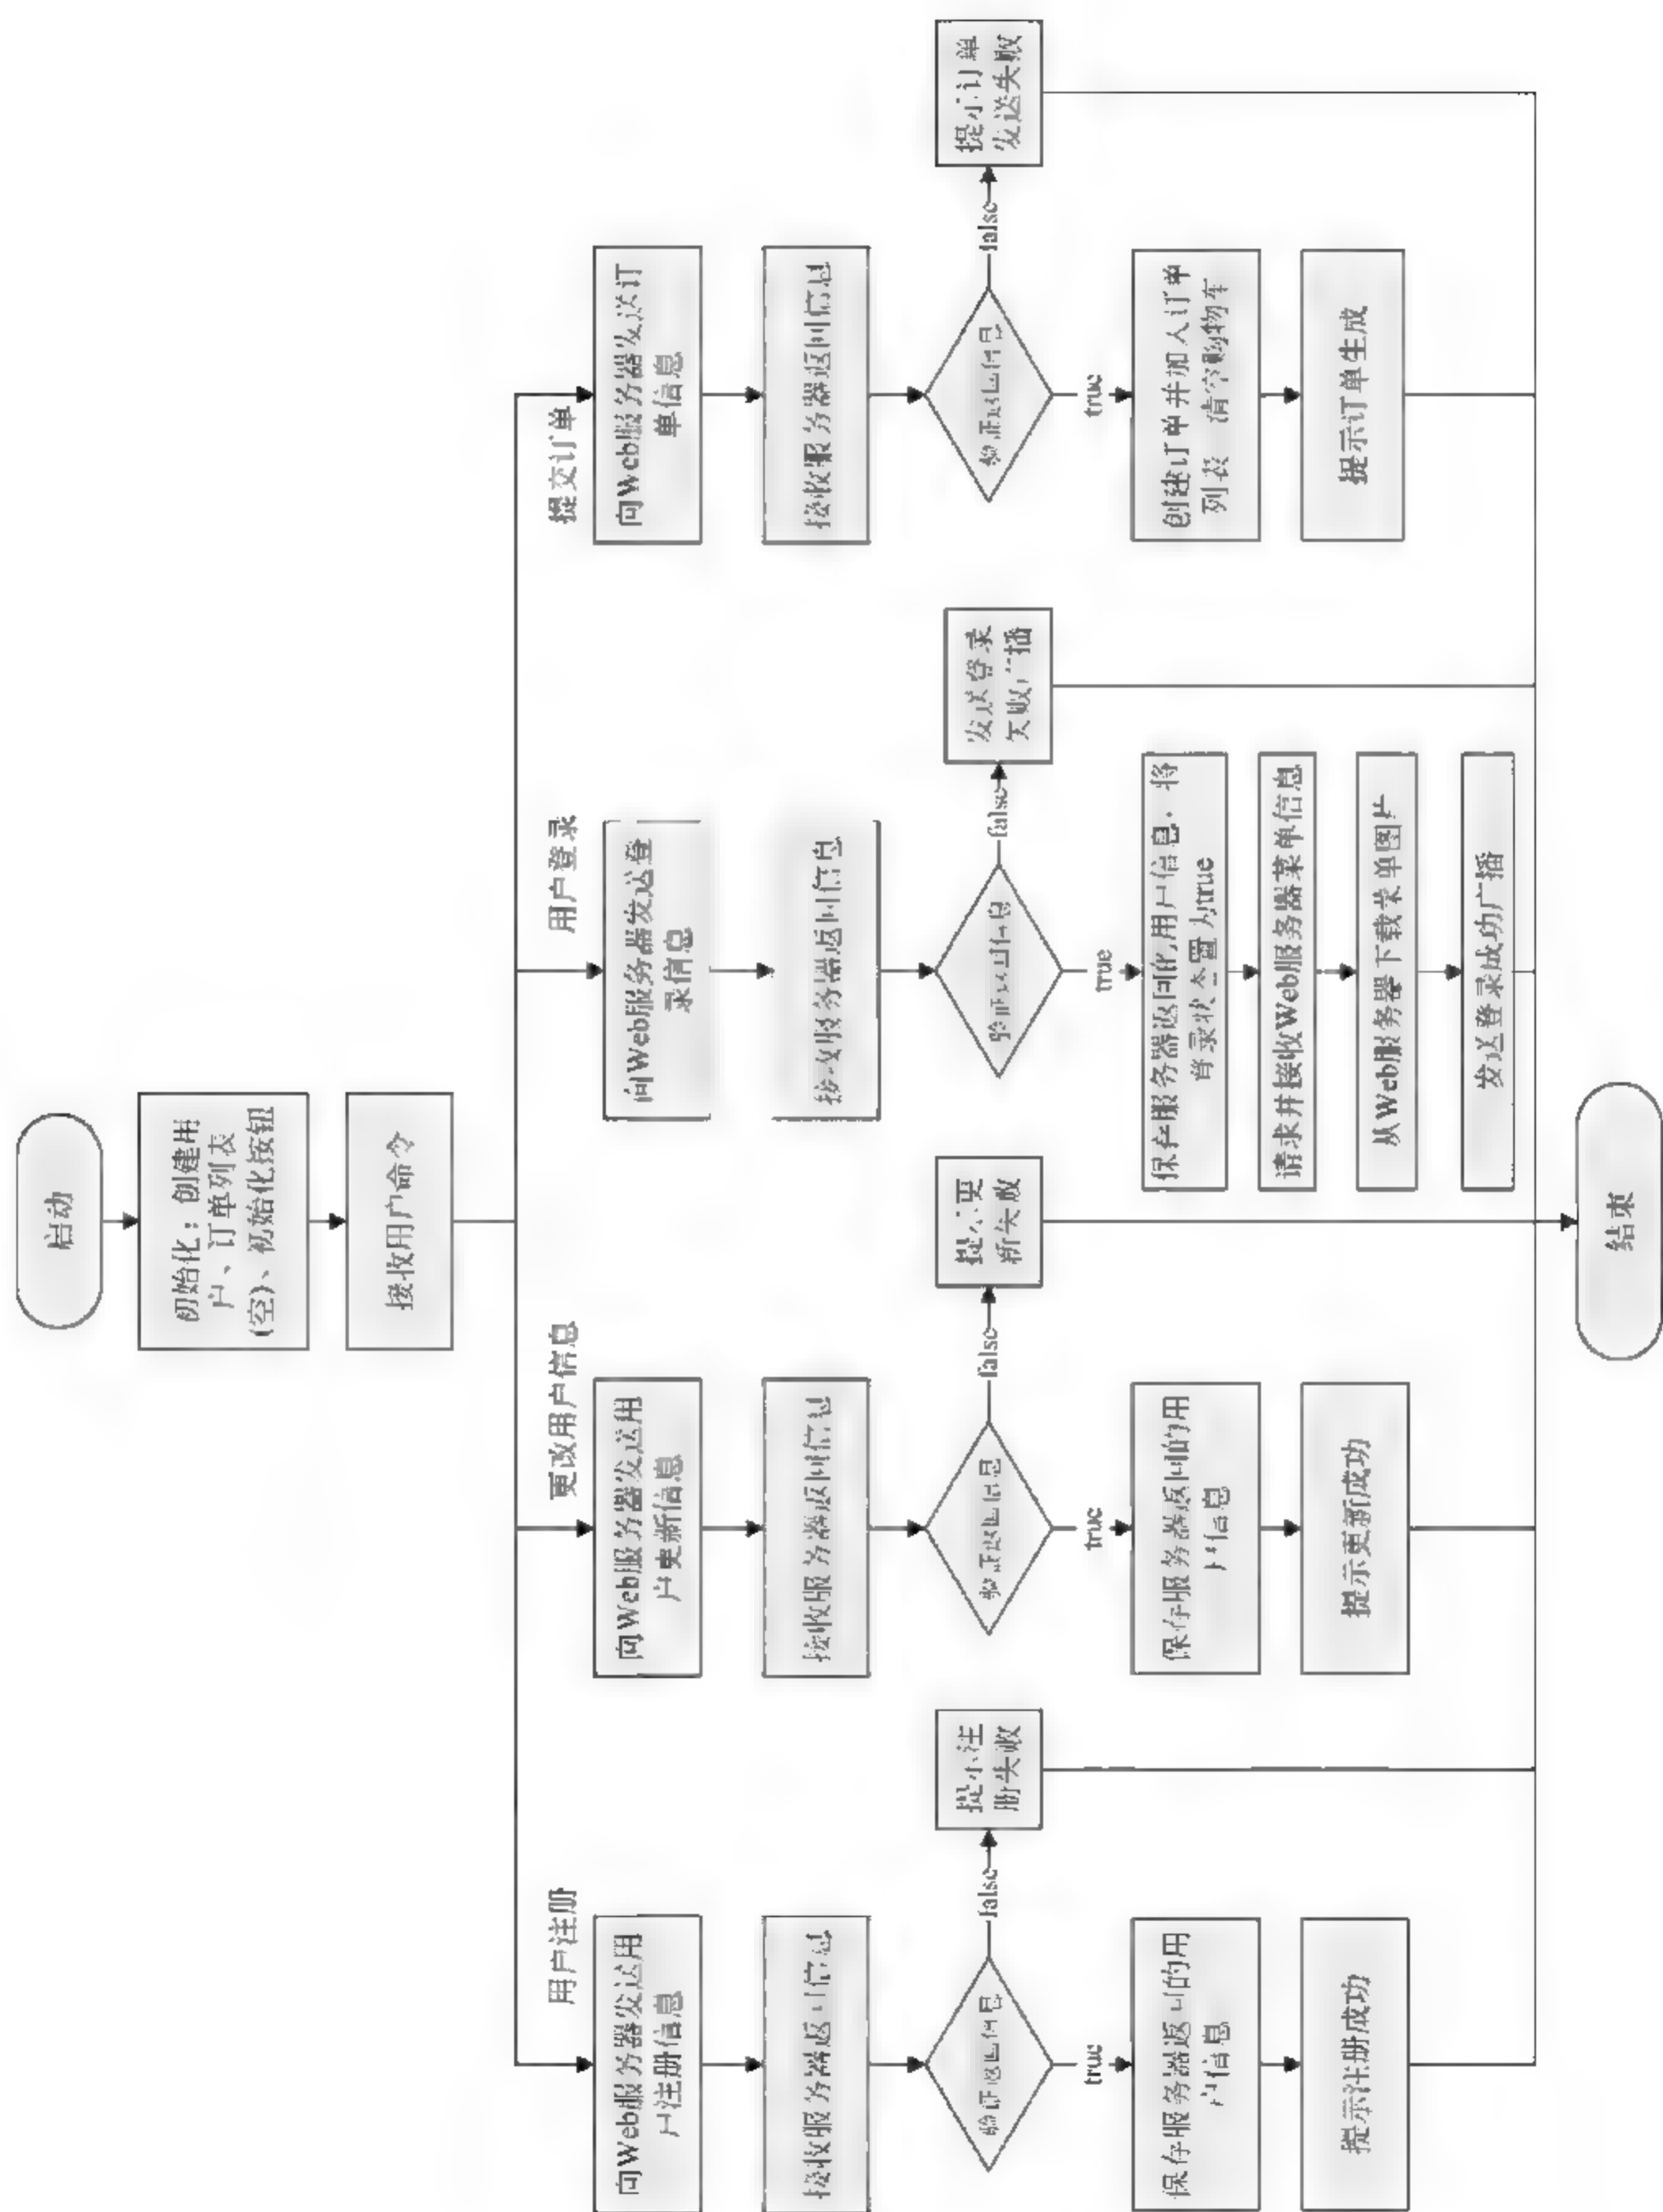 启动
初始化：创建用
户、订单列表
(空)、初始化按钮
接收用户命令
用户注册
向Web服务器发送用
户注册信息
接收服务器返回信息
验证返回信息
false
提示注
册失败
true
保存服务器返回的用
户信息
提示注册成功
更改用户信息
向Web服务器发送用
户更新信息
接收服务器返回信息
验证返回信息
false
提示更
新失败
true
保存服务器返回的用
户信息
提示更新成功
用户登录
向Web服务器发送登
录信息
接收服务器返回信息
验证返回信息
false
发送登录
失败广播
true
保存服务器返回的用户信息，将
登录状态置为true
请求并接收Web服务器菜单信息
从Web服务器下载菜单图片
发送登录成功广播
提交订单
向Web服务器发送订
单信息
接收服务器返回信息
验证返回信息
false
提示订单
发送失败
true
创建订单并加入订单
列表 清空购物车
提示订单生成
结束